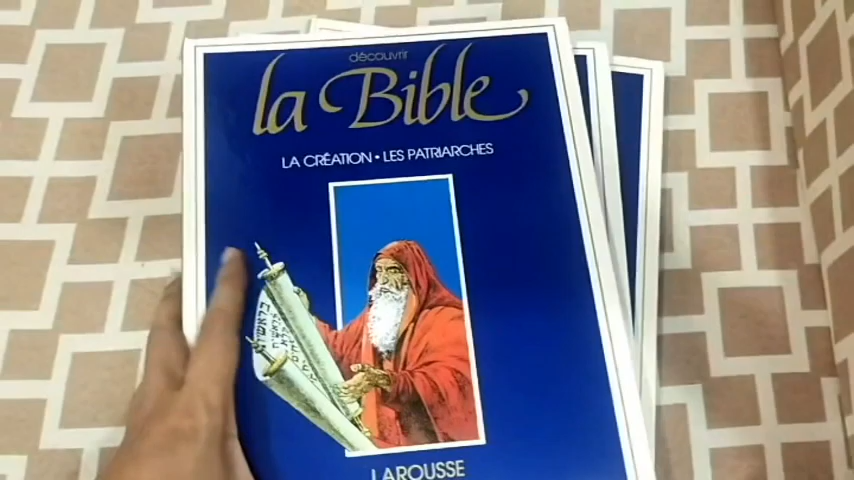 découvrir
la Bible
LA CRÉATION • LES PATRIARCHES
LAROUSSE